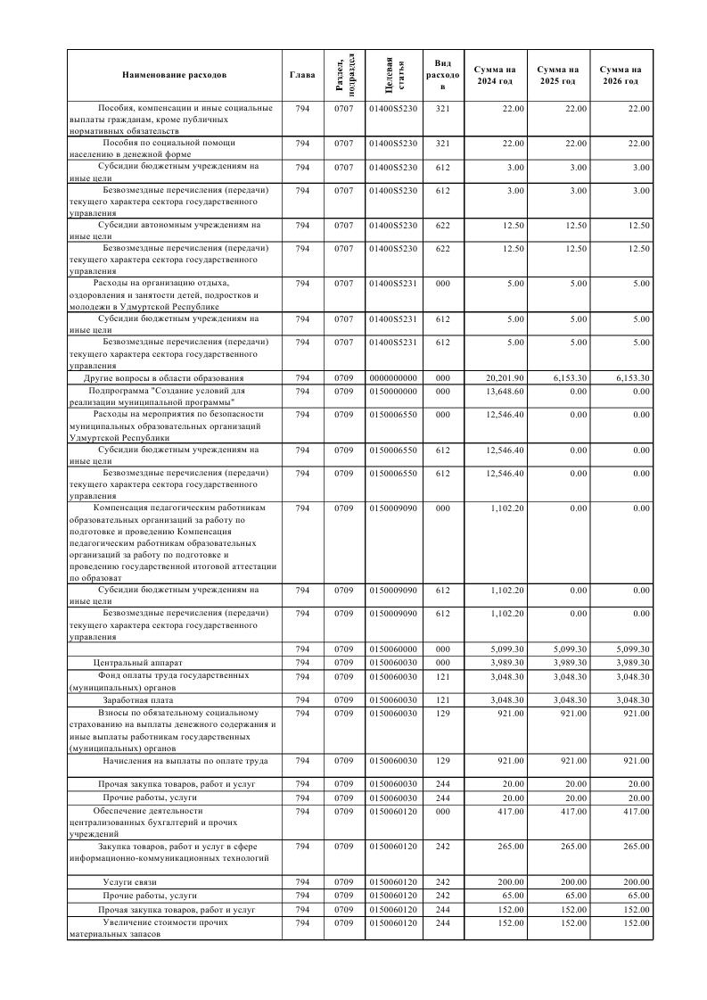 Наименование расходов Глава Раздел, подраздел Целевая статья Вид расходов Сумма на 2024 год Сумма на 2025 год Сумма на 2026 год
Пособия, компенсации и иные социальные 794 0707 01400S5230 321 22.00 22.00 22.00
выплаты гражданам, кроме публичных
нормативных обязательств
Пособия по социальной помощи 794 0707 01400S5230 321 22.00 22.00 22.00
населению в денежной форме
Субсидии бюджетным учреждениям на 794 0707 01400S5230 612 3.00 3.00 3.00
иные цели
Безвозмездные перечисления (передачи) 794 0707 01400S5230 612 3.00 3.00 3.00
текущего характера сектора государственного
управления
Субсидии автономным учреждениям на 794 0707 01400S5230 622 12.50 12.50 12.50
иные цели
Безвозмездные перечисления (передачи) 794 0707 01400S5230 622 12.50 12.50 12.50
текущего характера сектора государственного
управления
Расходы на организацию отдыха, 794 0707 01400S5231 000 5.00 5.00 5.00
оздоровления и занятости детей, подростков и
молодежи в Удмуртской Республике
Субсидии бюджетным учреждениям на 794 0707 01400S5231 612 5.00 5.00 5.00
иные цели
Безвозмездные перечисления (передачи) 794 0707 01400S5231 612 5.00 5.00 5.00
текущего характера сектора государственного
управления
Другие вопросы в области образования 794 0709 0000000000 000 20,201.90 6,153.30 6,153.30
Подпрограмма "Создание условий для 794 0709 0150000000 000 13,648.60 0.00 0.00
реализации муниципальной программы"
Расходы на мероприятия по безопасности 794 0709 0150006550 000 12,546.40 0.00 0.00
муниципальных образовательных организаций
Удмуртской Республики
Субсидии бюджетным учреждениям на 794 0709 0150006550 612 12,546.40 0.00 0.00
иные цели
Безвозмездные перечисления (передачи) 794 0709 0150006550 612 12,546.40 0.00 0.00
текущего характера сектора государственного
управления
Компенсация педагогическим работникам 794 0709 0150009090 000 1,102.20 0.00 0.00
образовательных организаций за работу по
подготовке и проведению Компенсация
педагогическим работникам образовательных
организаций за работу по подготовке и
проведению государственной итоговой аттестации
по образоват
Субсидии бюджетным учреждениям на 794 0709 0150009090 612 1,102.20 0.00 0.00
иные цели
Безвозмездные перечисления (передачи) 794 0709 0150009090 612 1,102.20 0.00 0.00
текущего характера сектора государственного
управления
794 0709 0150060000 000 5,099.30 5,099.30 5,099.30
Центральный аппарат 794 0709 0150060030 000 3,989.30 3,989.30 3,989.30
Фонд оплаты труда государственных 794 0709 0150060030 121 3,048.30 3,048.30 3,048.30
(муниципальных) органов
Заработная плата 794 0709 0150060030 121 3,048.30 3,048.30 3,048.30
Взносы по обязательному социальному 794 0709 0150060030 129 921.00 921.00 921.00
страхованию на выплаты денежного содержания и
иные выплаты работникам государственных
(муниципальных) органов
Начисления на выплаты по оплате труда 794 0709 0150060030 129 921.00 921.00 921.00
Прочая закупка товаров, работ и услуг 794 0709 0150060030 244 20.00 20.00 20.00
Прочие работы, услуги 794 0709 0150060030 244 20.00 20.00 20.00
Обеспечение деятельности 794 0709 0150060120 000 417.00 417.00 417.00
централизованных бухгалтерий и прочих
учреждений
Закупка товаров, работ и услуг в сфере 794 0709 0150060120 242 265.00 265.00 265.00
информационно-коммуникационных технологий
Услуги связи 794 0709 0150060120 242 200.00 200.00 200.00
Прочие работы, услуги 794 0709 0150060120 242 65.00 65.00 65.00
Прочая закупка товаров, работ и услуг 794 0709 0150060120 244 152.00 152.00 152.00
Увеличение стоимости прочих 794 0709 0150060120 244 152.00 152.00 152.00
материальных запасов